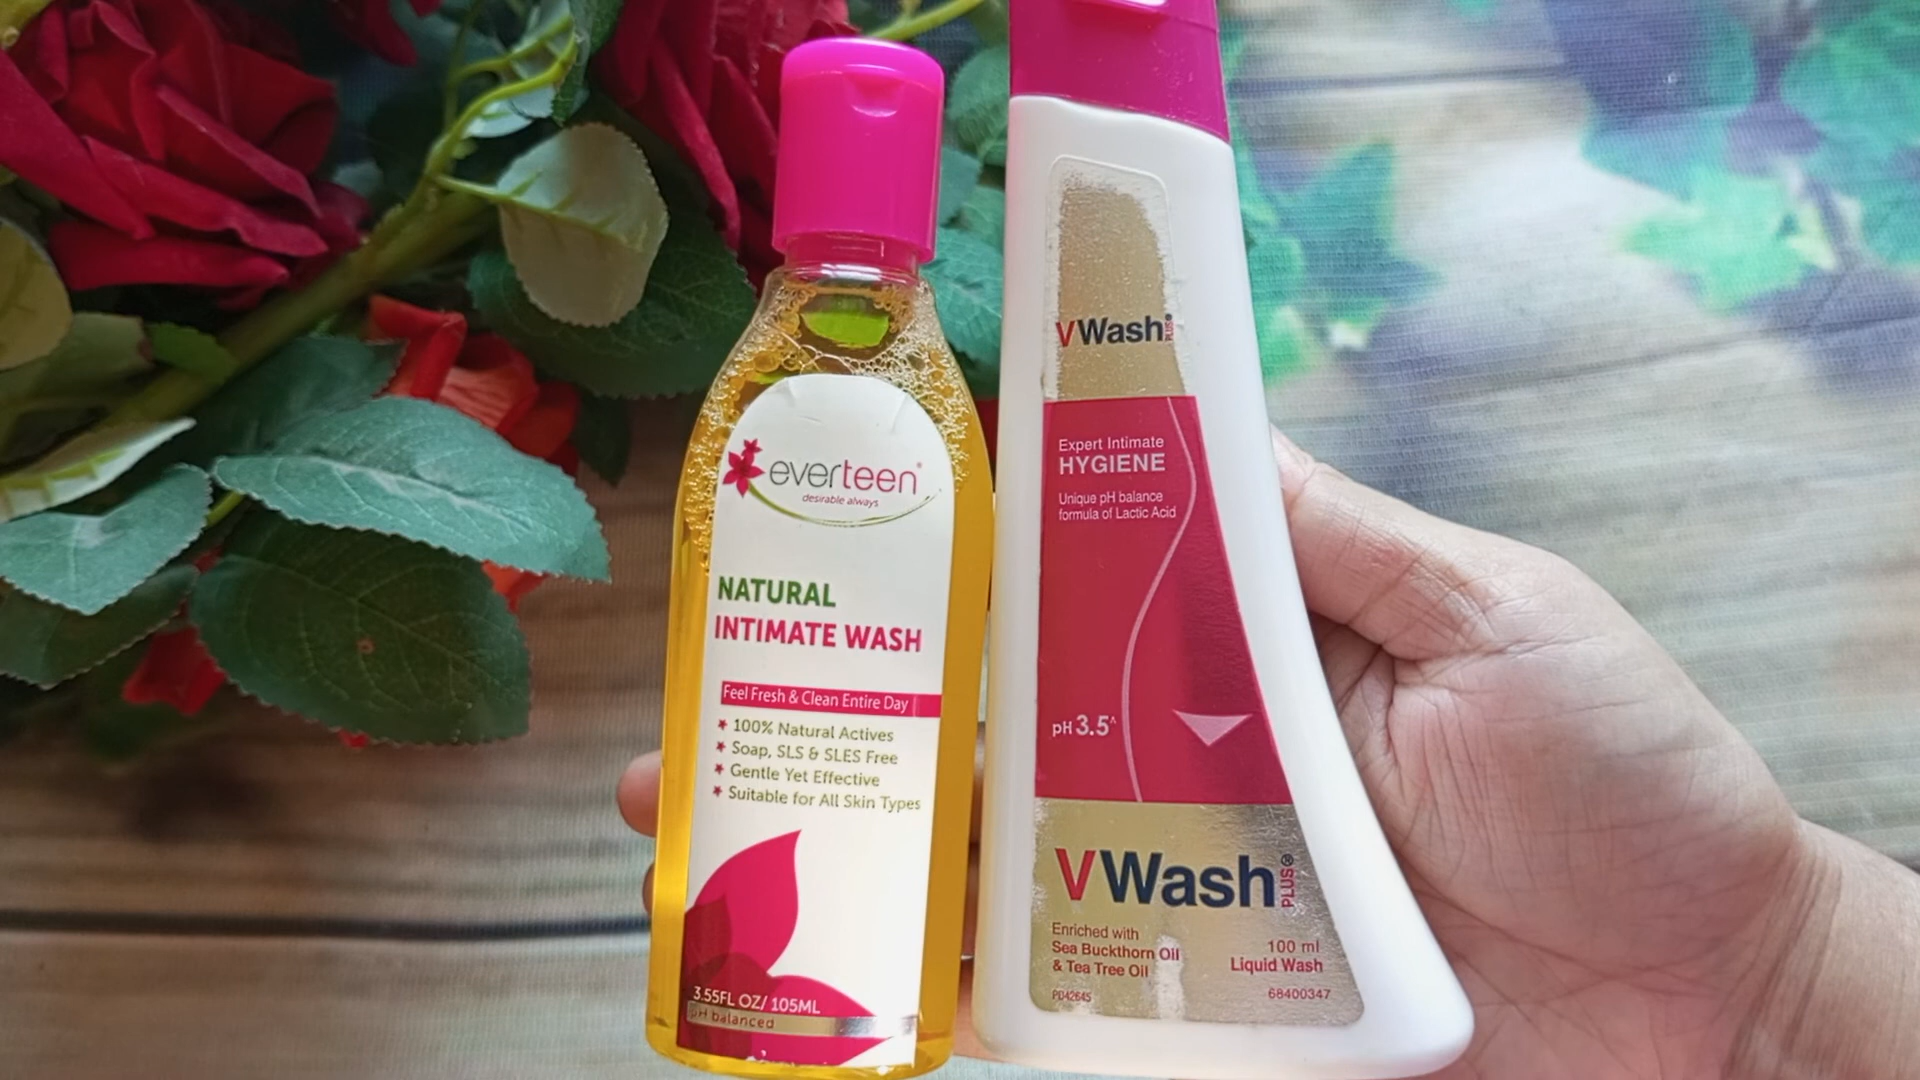 everteen®
desirable always
NATURAL
INTIMATE WASH
Feel Fresh & Clean Entire Day
100% Natural Actives
Soap, SLS & SLES Free
Gentle Yet Effective
Suitable for All Skin Types
3.55FL OZ/ 105ML
pH balanced
VWash PLUS®
Expert Intimate
HYGIENE
Unique pH balance
formula of Lactic Acid
pH 3.5^
VWash PLUS®
Enriched with
Sea Buckthorn Oil
& Tea Tree Oil
100 ml
Liquid Wash
PD42645
68400347